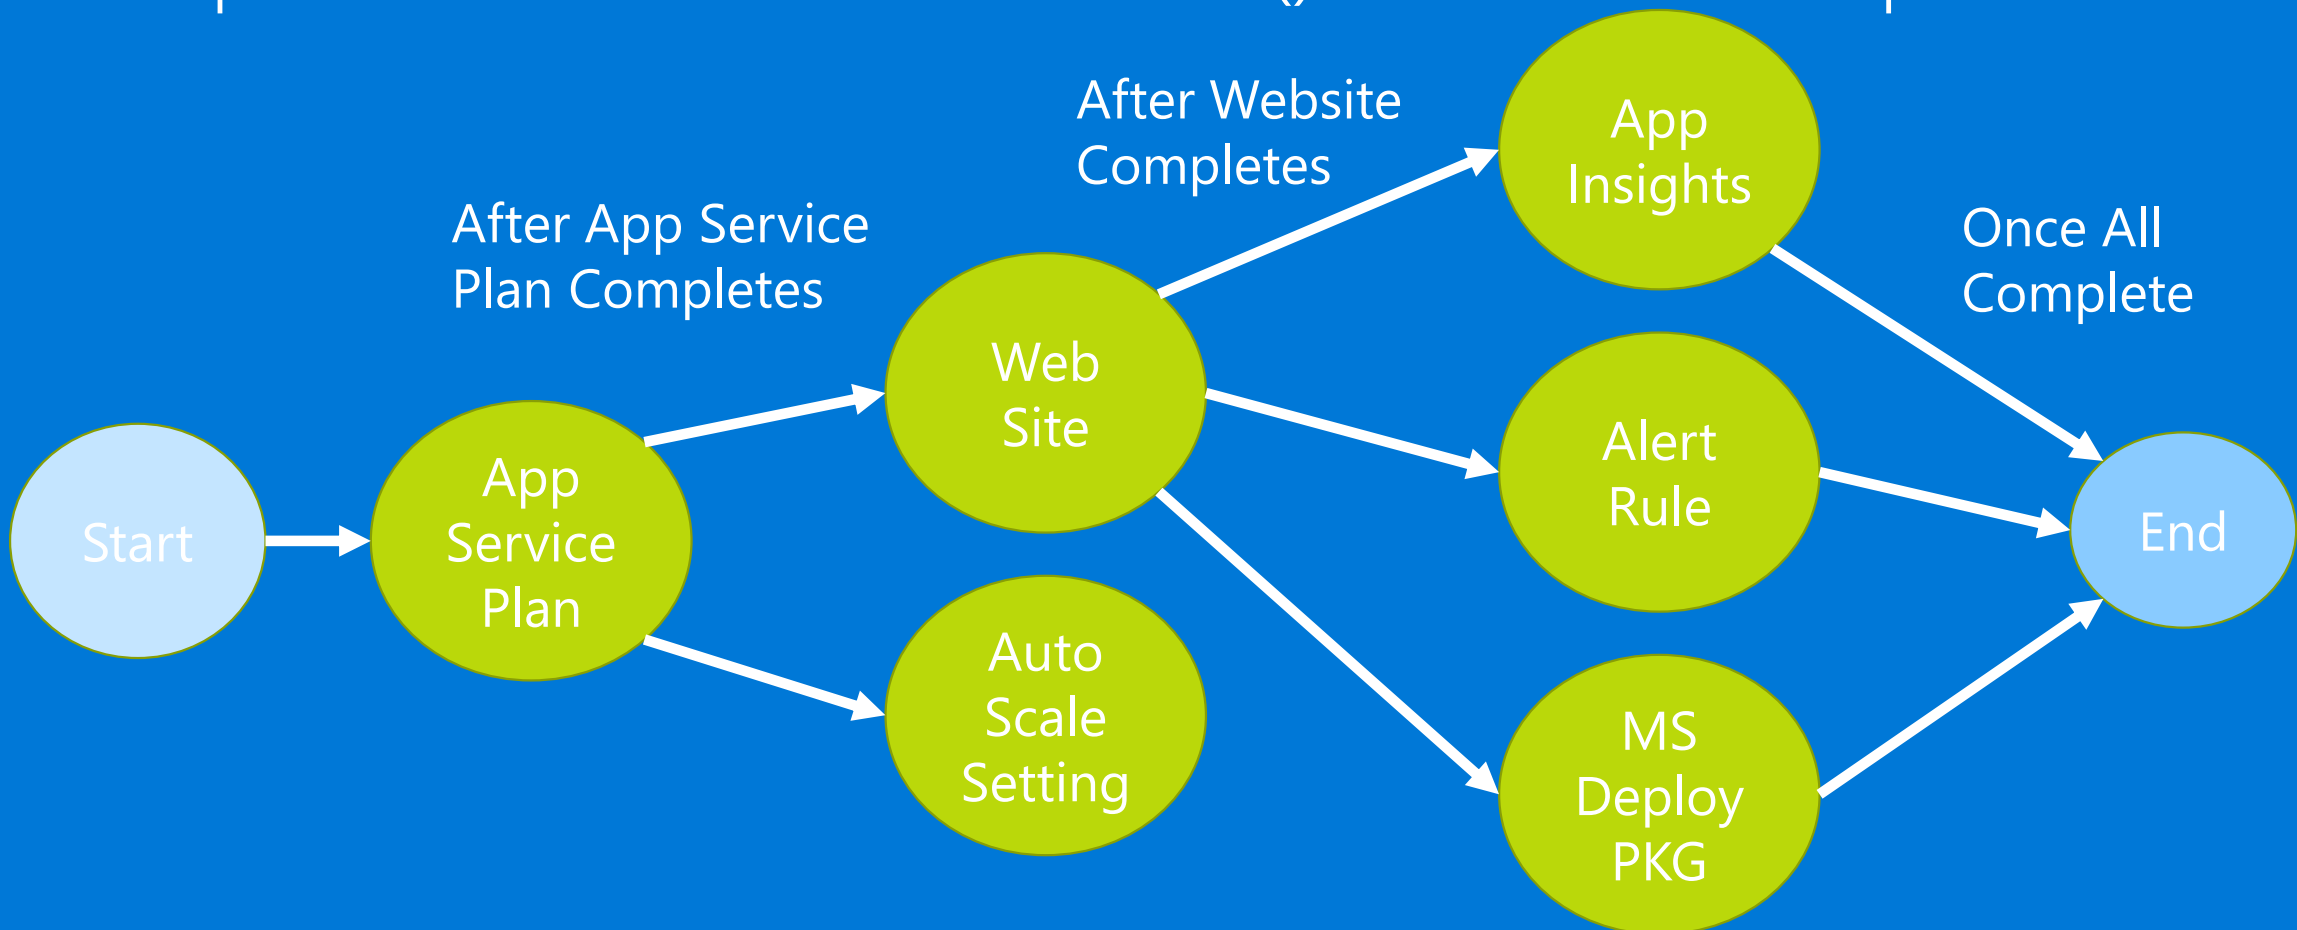 After Website
Completes
App
Insights
After App Service
Plan Completes
Once All
Complete
Web
Site
Alert
Rule
Start
App
Service
Plan
End
Auto
Scale
Setting
MS
Deploy
PKG